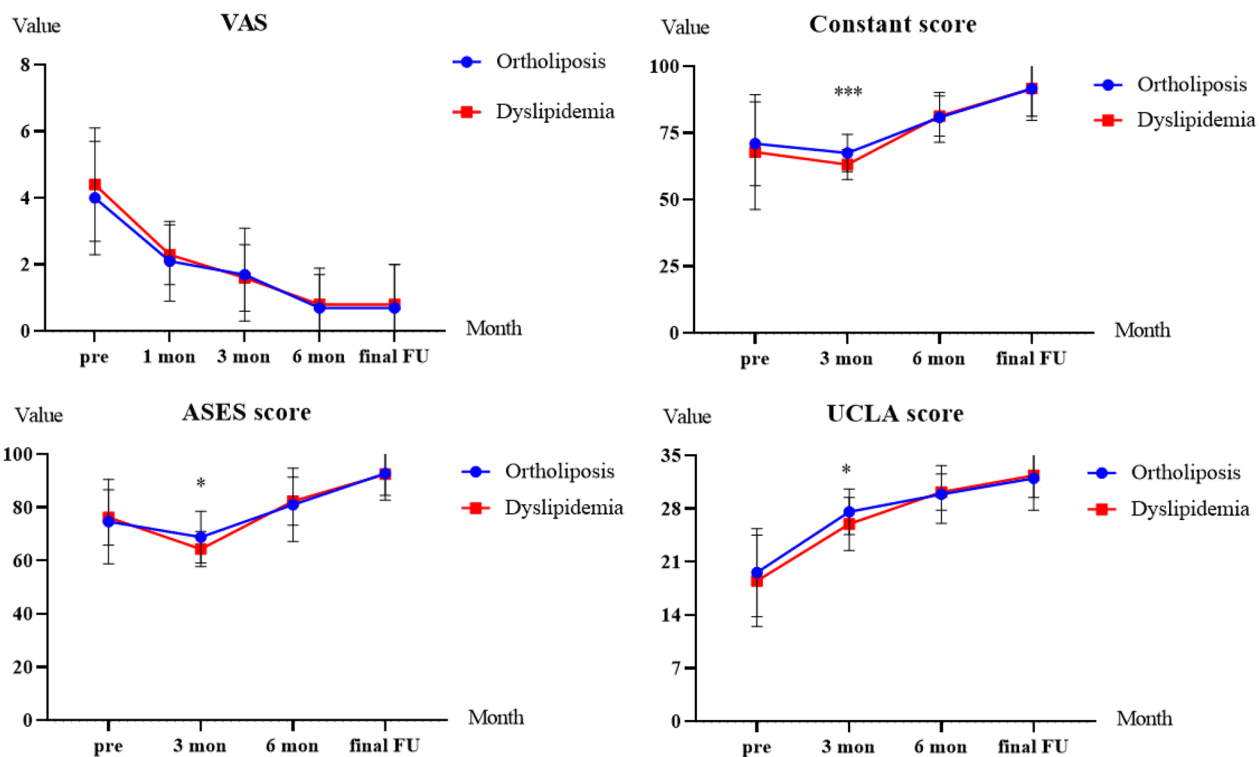 VAS
Value
8
6
4
2
0
pre
1 mon
3 mon
6 mon
final FU
Month
Ortholiposis
Dyslipidemia
Constant score
Value
100
75
50
25
0
***
pre
3 mon
6 mon
final FU
Month
Ortholiposis
Dyslipidemia
ASES score
Value
100
80
60
40
20
0
*
pre
3 mon
6 mon
final FU
Month
Ortholiposis
Dyslipidemia
UCLA score
Value
35
28
21
14
7
0
*
pre
3 mon
6 mon
final FU
Month
Ortholiposis
Dyslipidemia